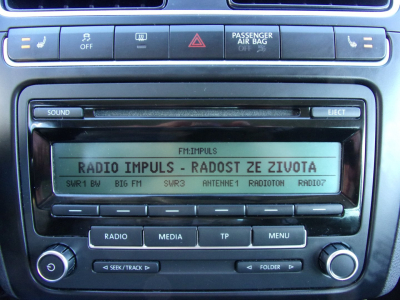 OFF
PASSENGER
AIR BAG
OFF
SOUND
EJECT
FM:IMPULS
RADIO IMPULS - RADOST ZE ZIVOTA
SWR1 BW BIG FM SWR3 ANTENNE1 RADIOTON RADIO7
RADIO MEDIA TP MENU
SEEK/TRACK FOLDER